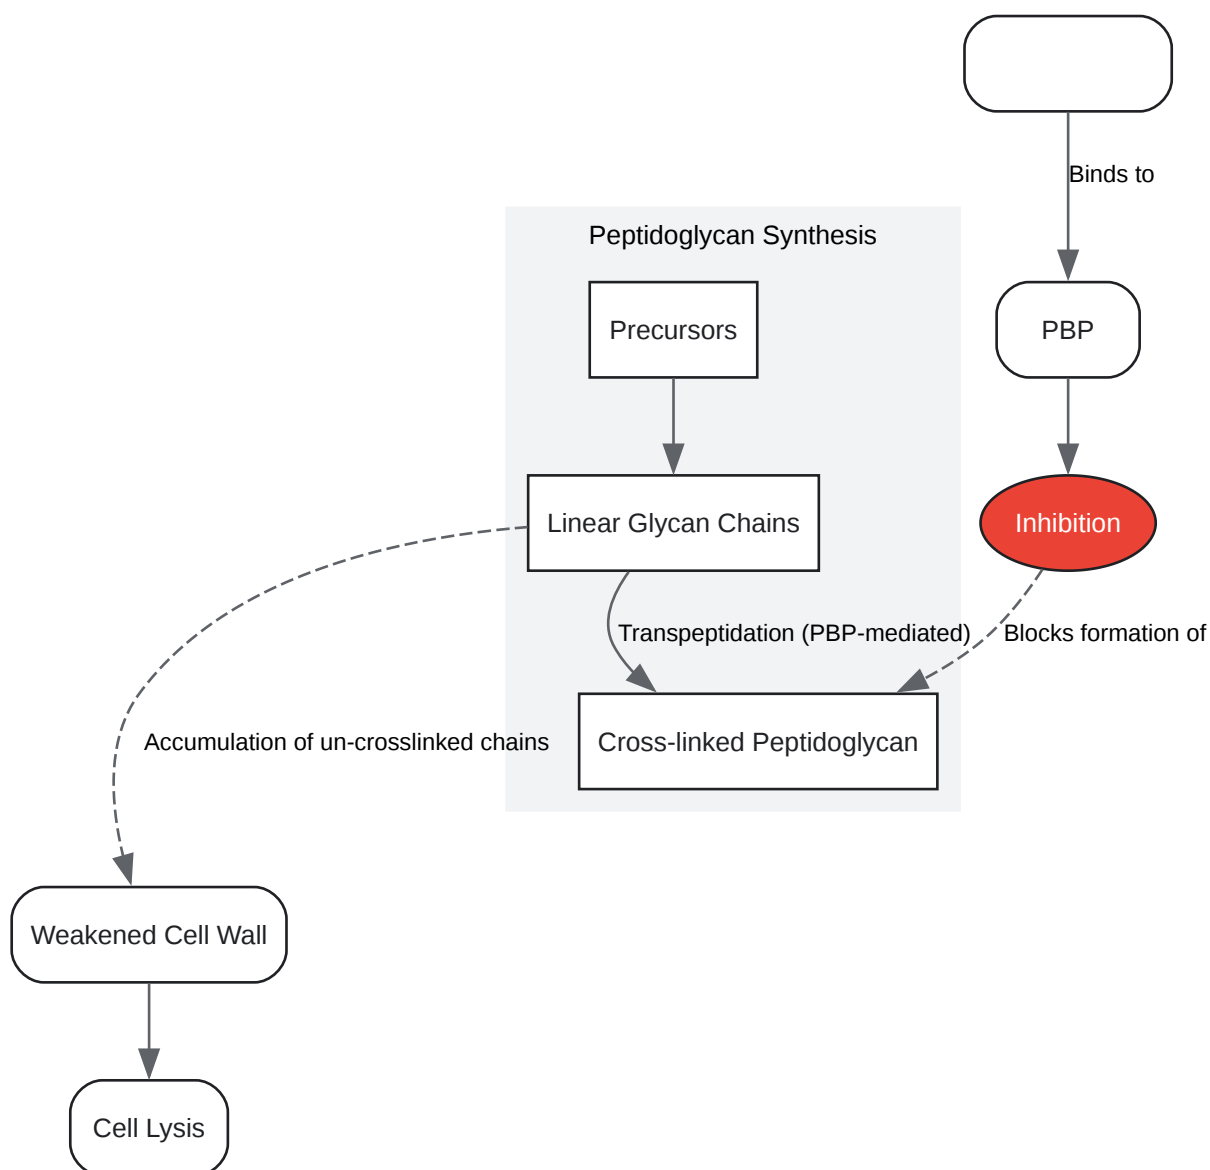 Binds to
Peptidoglycan Synthesis
Precursors
PBP
Linear Glycan Chains
Inhibition
Transpeptidation (PBP-mediated)
Blocks formation of
Accumulation of un-crosslinked chains
Cross-linked Peptidoglycan
Weakened Cell Wall
Cell Lysis